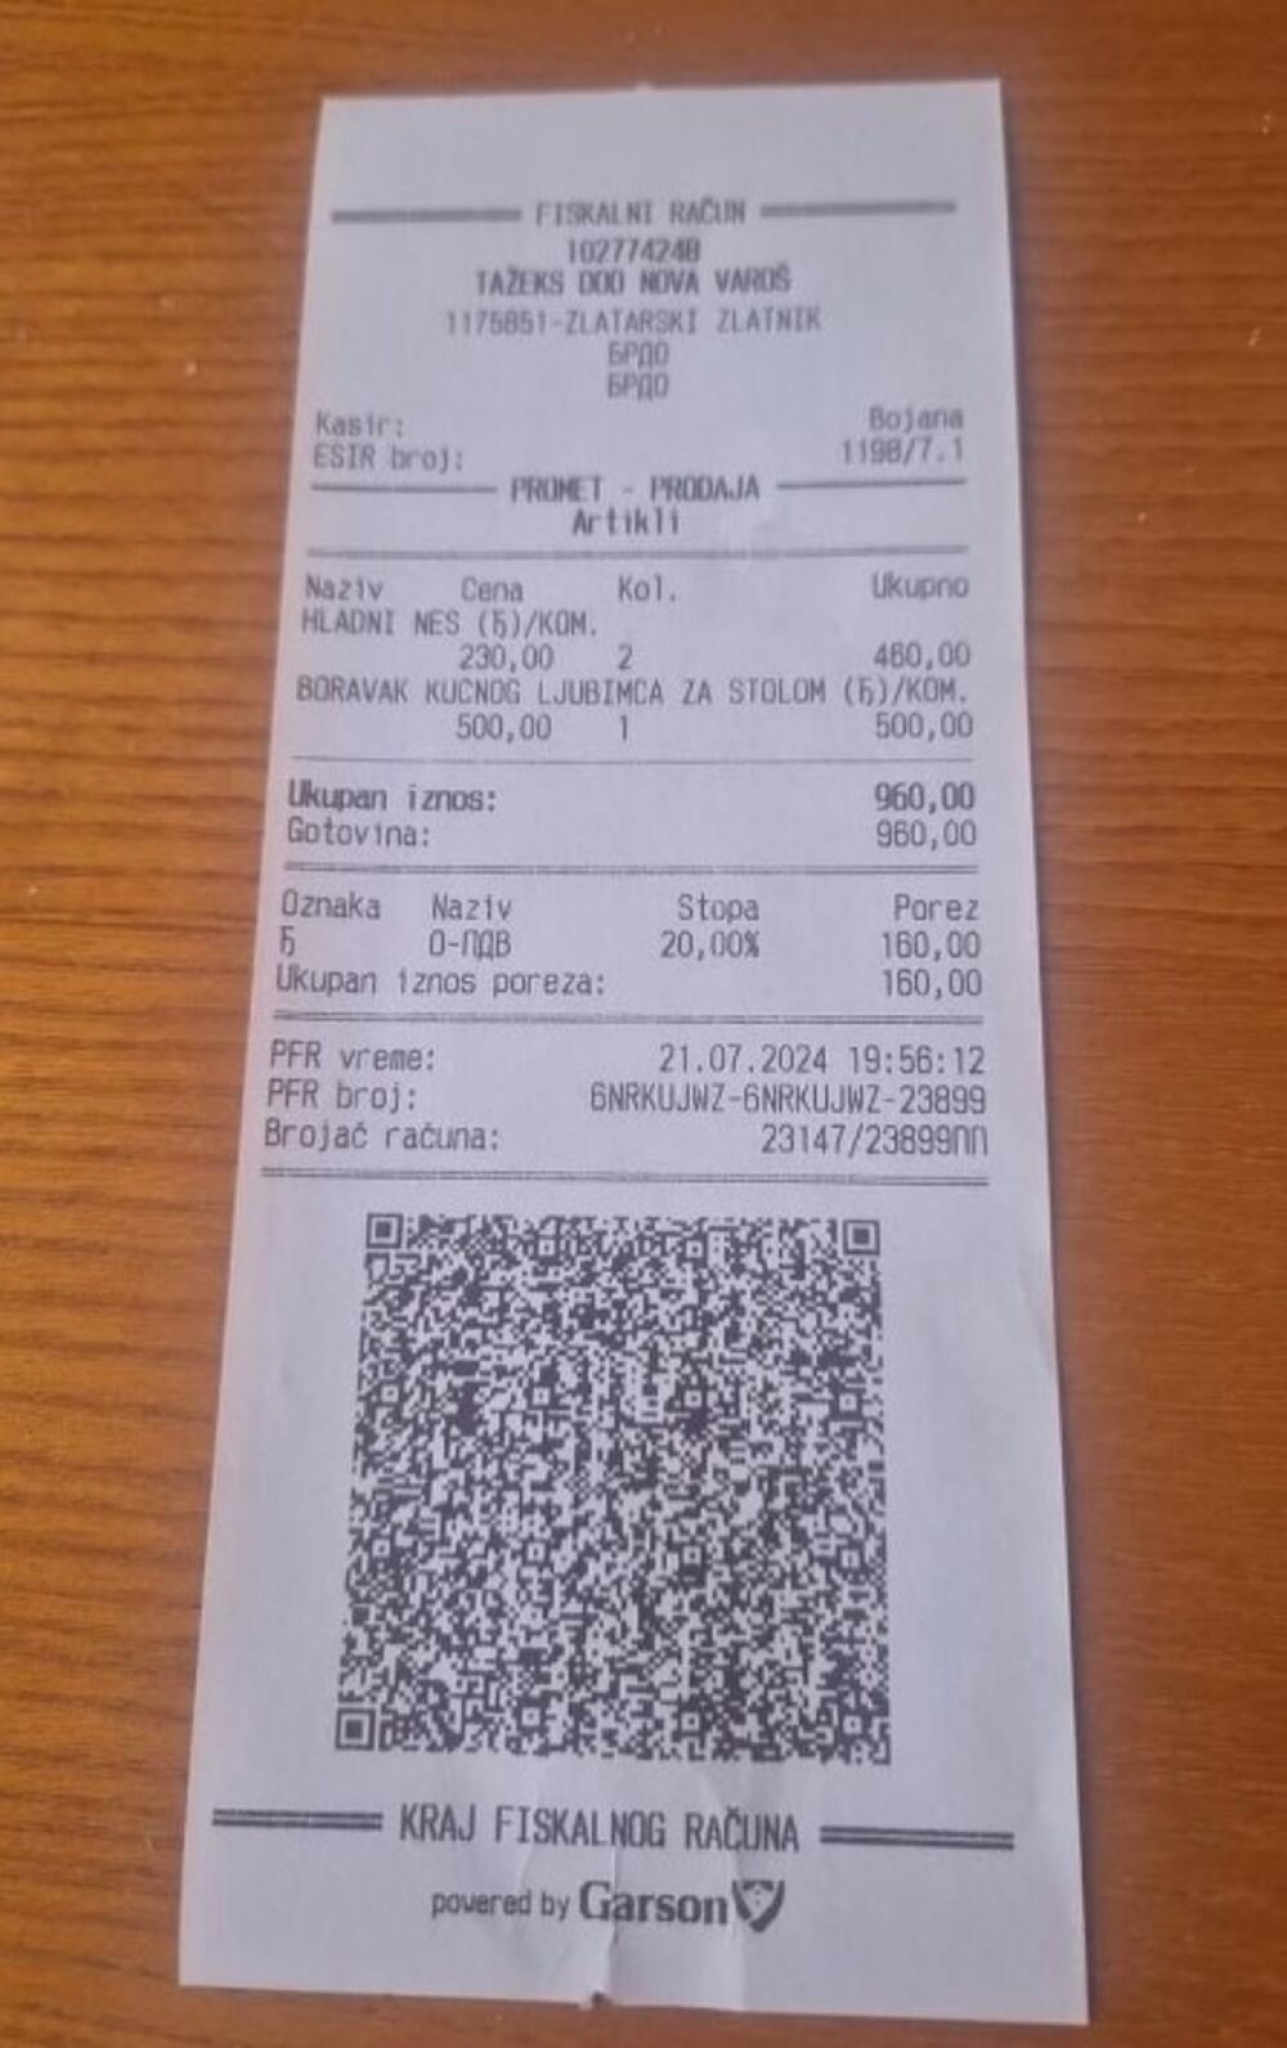 FISKALNI RAČUN
102774248
TAŽEKS DOO NOVA VAROŠ
1175851-ZLATARSKI ZLATNIK
БРДО
БРДО
Kasir: Bojana
ESIR broj: 1198/7.1
PROMET - PRODAJA
Artikli
Naziv Cena Kol. Ukupno
HLADNI NES (Ђ)/KOM.
230,00 2 460,00
BORAVAK KUCNOG LJUBIMCA ZA STOLOM (Ђ)/KOM.
500,00 1 500,00
Ukupan iznos: 960,00
Gotovina: 960,00
Oznaka Naziv Stopa Porez
Ђ О-ПДВ 20,00% 160,00
Ukupan iznos poreza: 160,00
PFR vreme: 21.07.2024 19:56:12
PFR broj: 6NRKUJWZ-6NRKUJWZ-23899
Brojač računa: 23147/23899ПП
KRAJ FISKALNOG RAČUNA
powered by Garson